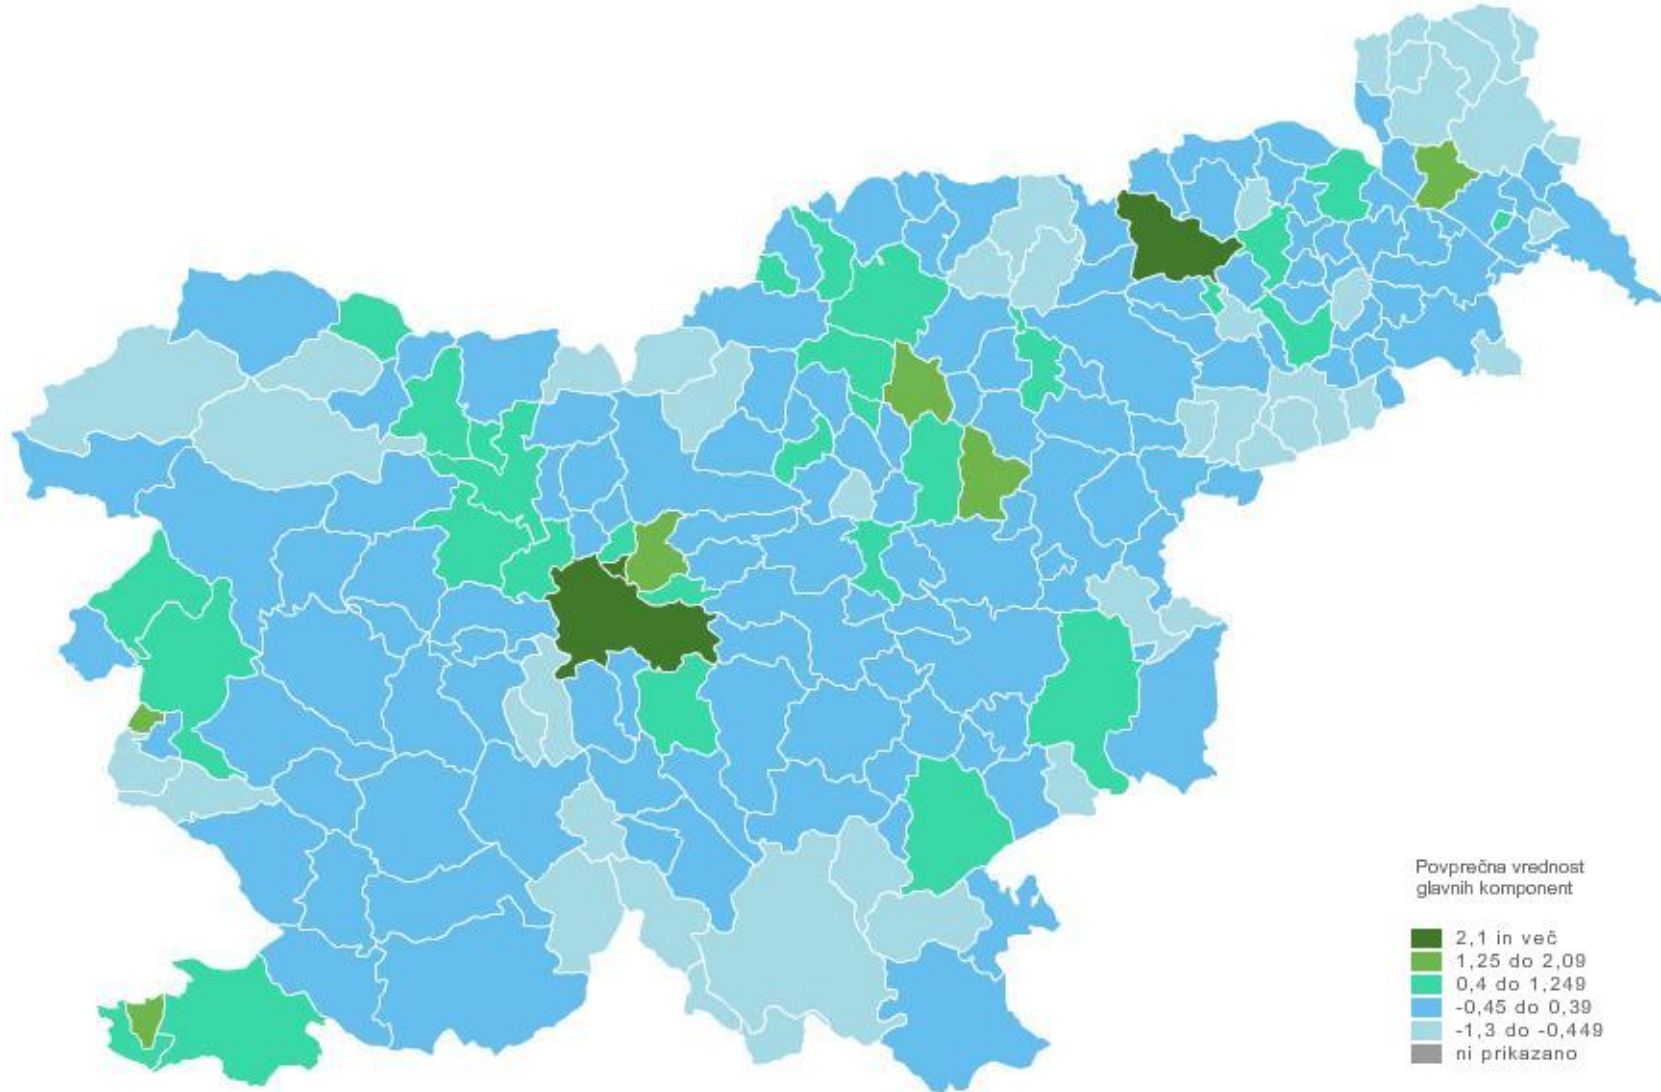 Povprečna vrednost
glavnih komponent
2,1 in več
1,25 do 2,09
0,4 do 1,249
-0,45 do 0,39
-1,3 do -0,449
ni prikazano